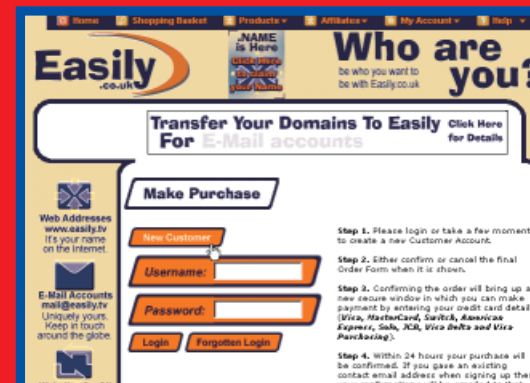 Home Shopping Basket Products Affiliates My Account Help
Easily
.co.uk
.NAME
is Here
Click Here
to claim
your Name
Who are
you?
be who you want to
be with Easily.co.uk
Transfer Your Domains To Easily Click Here
For E-Mail accounts for Details
Make Purchase
Web Addresses
www.easily.tv
It's your name
on the Internet.
E-Mail Accounts
mail@easily.tv
Uniquely yours.
Keep in touch
around the globe.
New Customer
Username:
Password:
Login Forgotten Login
Step 1. Please login or take a few moment
to create a new Customer Account.
Step 2. Either confirm or cancel the final
Order Form when it is shown.
Step 3. Confirming the order will bring up a
new secure window in which you can make
payment by entering your credit card detail
(Visa, MasterCard, Switch, American
Express, Solo, JCB, Visa Delta and Visa
Purchasing).
Step 4. Within 24 hours your purchase will
be confirmed. If you gave an existing
contact email address when signing up the